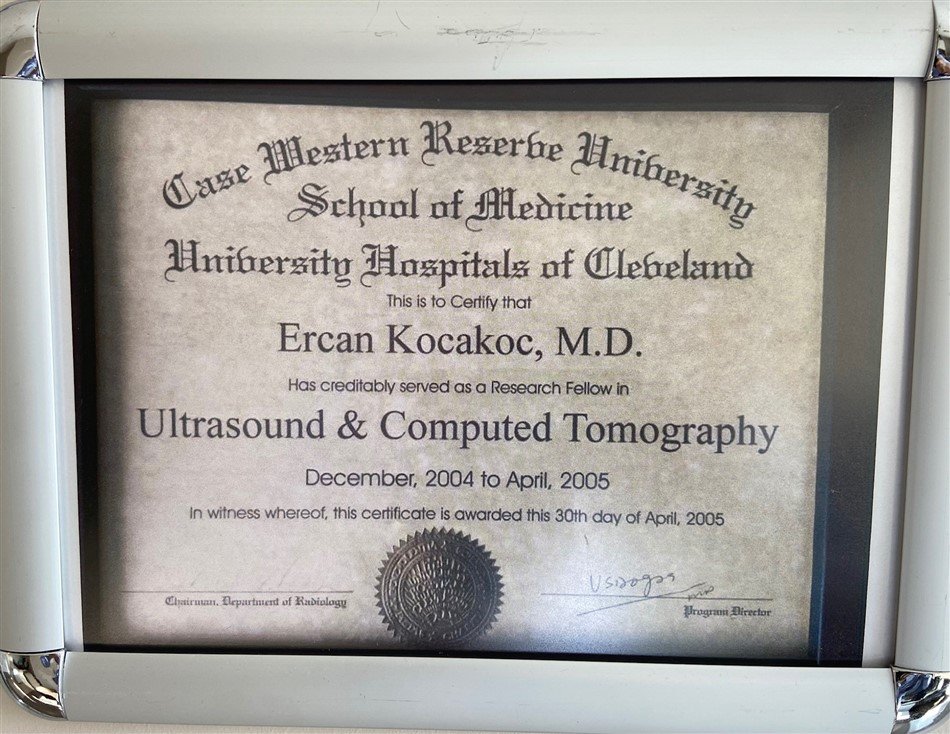 Case Western Reserve University
School of Medicine
University Hospitals of Cleveland
This is to Certify that
Ercan Kocakoc, M.D.
Has creditably served as a Research Fellow in
Ultrasound & Computed Tomography
December, 2004 to April, 2005
In witness whereof, this certificate is awarded this 30th day of April, 2005
Chairman, Department of Radiology
Program Director